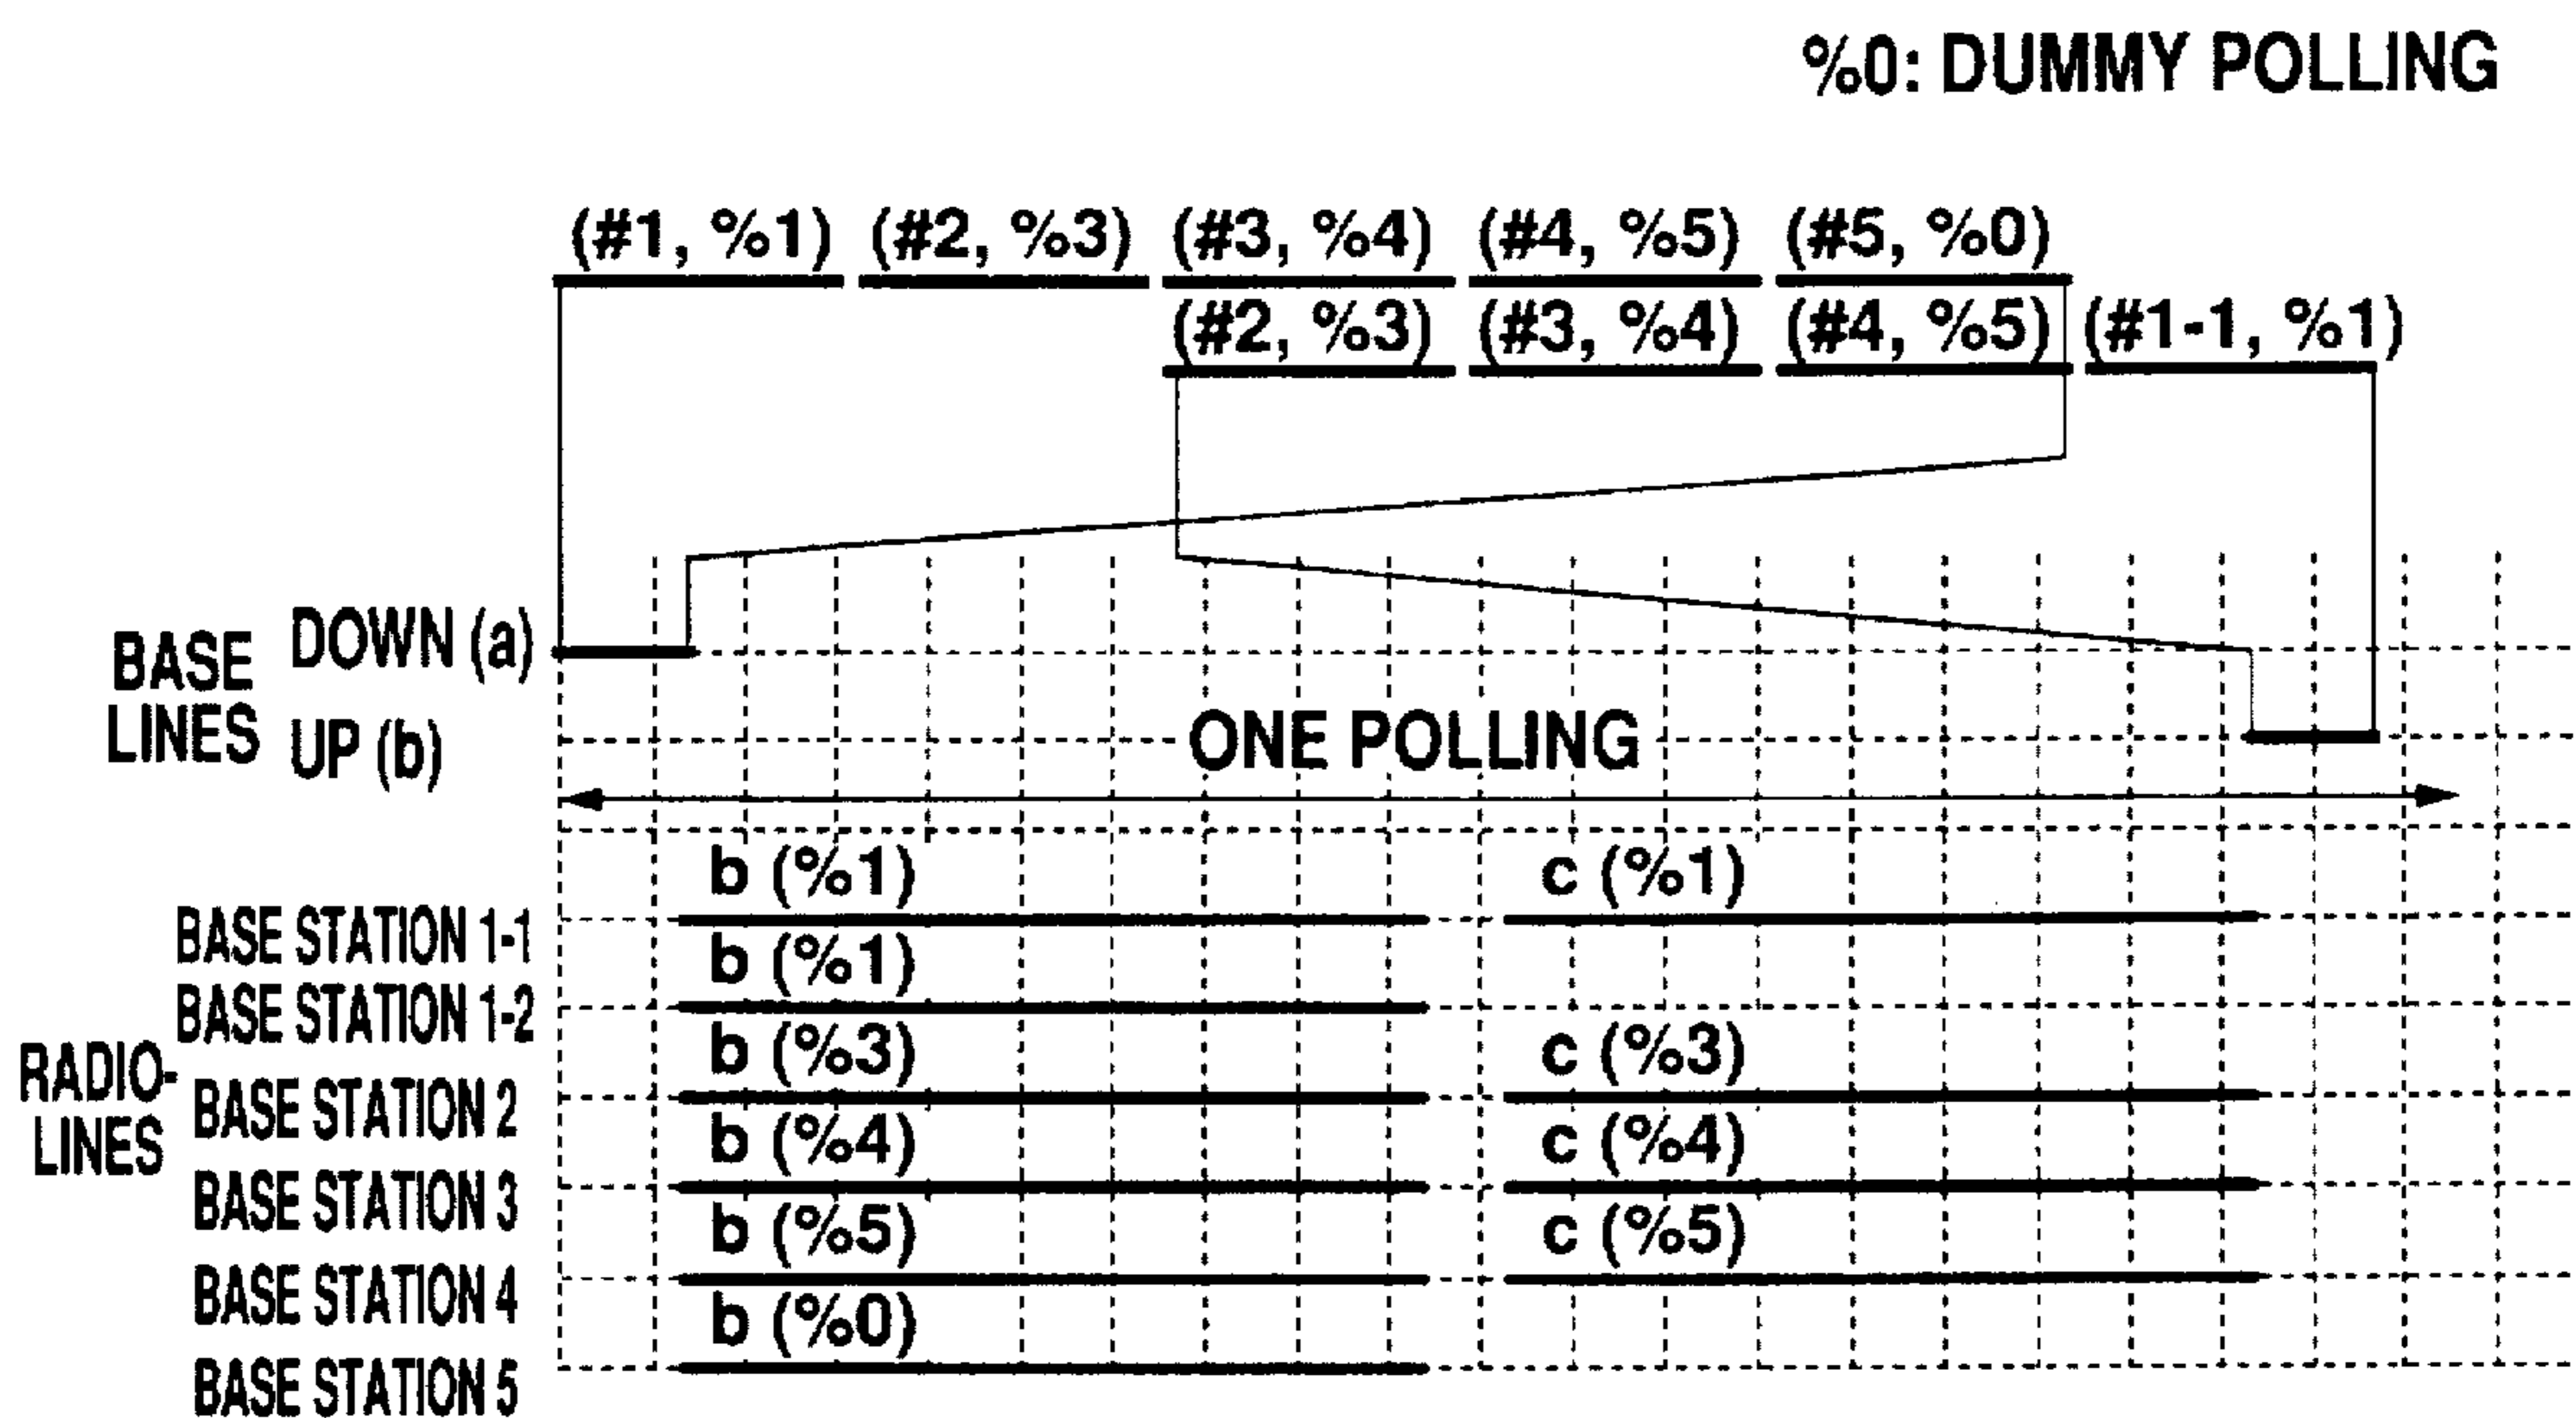 %0: DUMMY POLLING
(#1, %1) (#2, %3) (#3, %4) (#4, %5) (#5, %0)
(#2, %3) (#3, %4) (#4, %5) (#1-1, %1)
BASE LINES
DOWN (a)
UP (b)
ONE POLLING
b (%1) c (%1)
BASE STATION 1-1
b (%1)
BASE STATION 1-2
b (%3) c (%3)
RADIO-
LINES
BASE STATION 2
b (%4) c (%4)
BASE STATION 3
b (%5) c (%5)
BASE STATION 4
b (%0)
BASE STATION 5